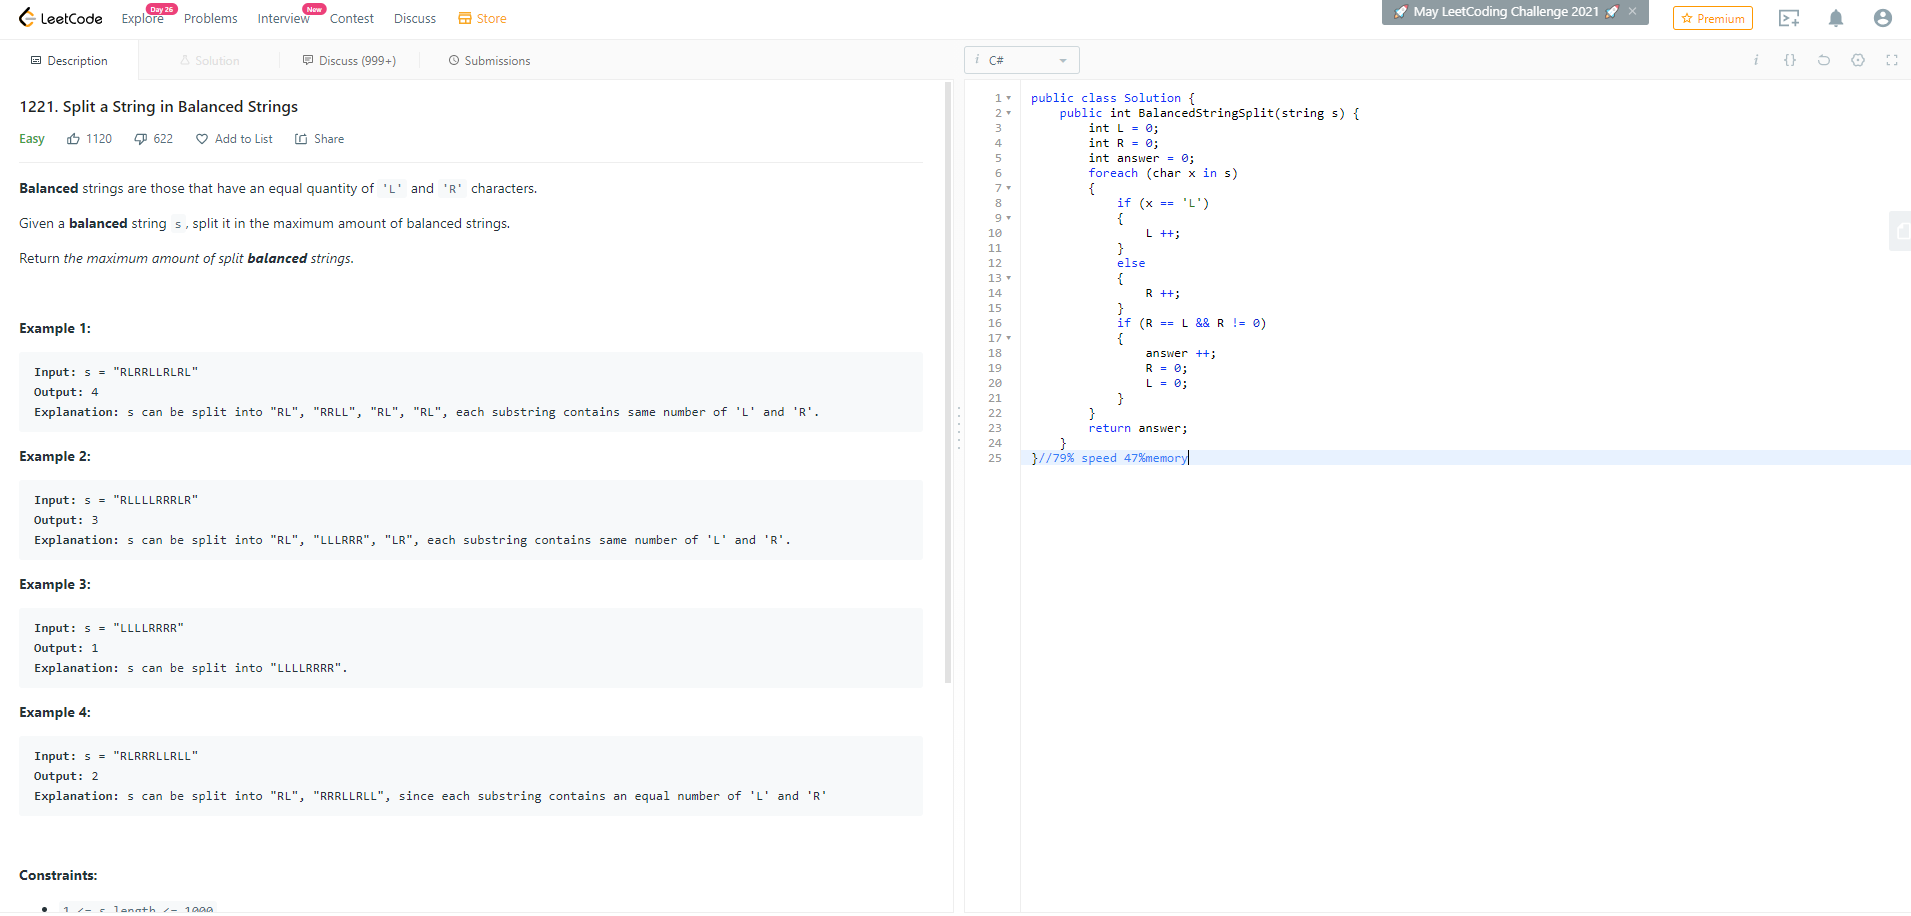 LeetCode Explore Day 26 Problems Interview New Contest Discuss Store 🚀 May LeetCoding Challenge 2021 🚀 × Premium
Description Solution Discuss (999+) Submissions
1221. Split a String in Balanced Strings
Easy 1120 622 Add to List Share
Balanced strings are those that have an equal quantity of 'L' and 'R' characters.
Given a balanced string s, split it in the maximum amount of balanced strings.
Return the maximum amount of split balanced strings.
Example 1:
Input: s = "RLRRLLRLRL"
Output: 4
Explanation: s can be split into "RL", "RRLL", "RL", "RL", each substring contains same number of 'L' and 'R'.
Example 2:
Input: s = "RLLLLRRRLR"
Output: 3
Explanation: s can be split into "RL", "LLLRRR", "LR", each substring contains same number of 'L' and 'R'.
Example 3:
Input: s = "LLLLRRRR"
Output: 1
Explanation: s can be split into "LLLLRRRR".
Example 4:
Input: s = "RLRRRLLRLL"
Output: 2
Explanation: s can be split into "RL", "RRRLLRLL", since each substring contains an equal number of 'L' and 'R'
Constraints:
1 <= s.length <= 1000
i C# i {}
1 public class Solution {
2 public int BalancedStringSplit(string s) {
3 int L = 0;
4 int R = 0;
5 int answer = 0;
6 foreach (char x in s)
7 {
8 if (x == 'L')
9 {
10 L ++;
11 }
12 else
13 {
14 R ++;
15 }
16 if (R == L && R != 0)
17 {
18 answer ++;
19 R = 0;
20 L = 0;
21 }
22 }
23 return answer;
24 }
25 }//79% speed 47%memory